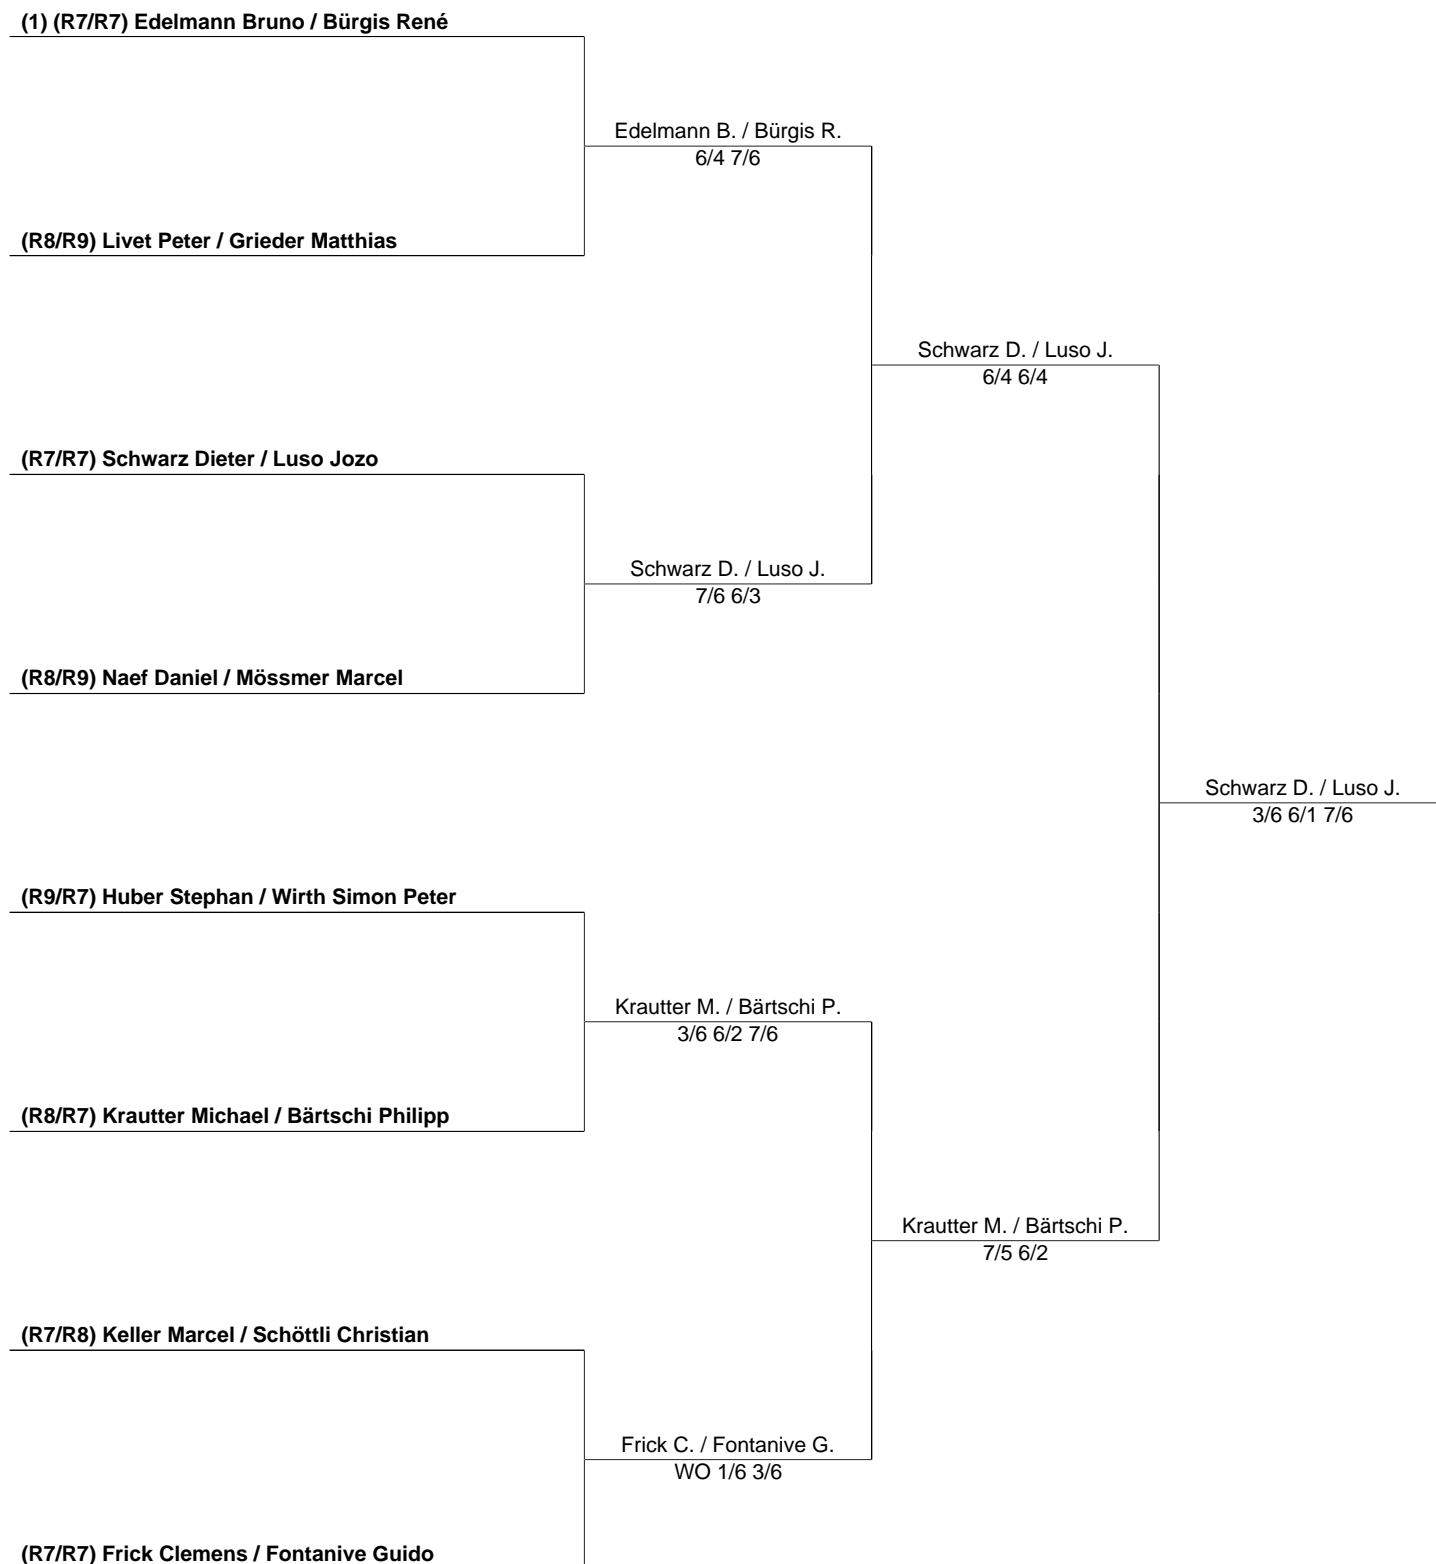 (1) (R7/R7) Edelmann Bruno / Bürgis René
Edelmann B. / Bürgis R.
6/4 7/6
(R8/R9) Livet Peter / Grieder Matthias
Schwarz D. / Luso J.
6/4 6/4
(R7/R7) Schwarz Dieter / Luso Jozo
Schwarz D. / Luso J.
7/6 6/3
(R8/R9) Naef Daniel / Mössmer Marcel
Schwarz D. / Luso J.
3/6 6/1 7/6
(R9/R7) Huber Stephan / Wirth Simon Peter
Krautter M. / Bärtschi P.
3/6 6/2 7/6
(R8/R7) Krautter Michael / Bärtschi Philipp
Krautter M. / Bärtschi P.
7/5 6/2
(R7/R8) Keller Marcel / Schöttli Christian
Frick C. / Fontanive G.
WO 1/6 3/6
(R7/R7) Frick Clemens / Fontanive Guido